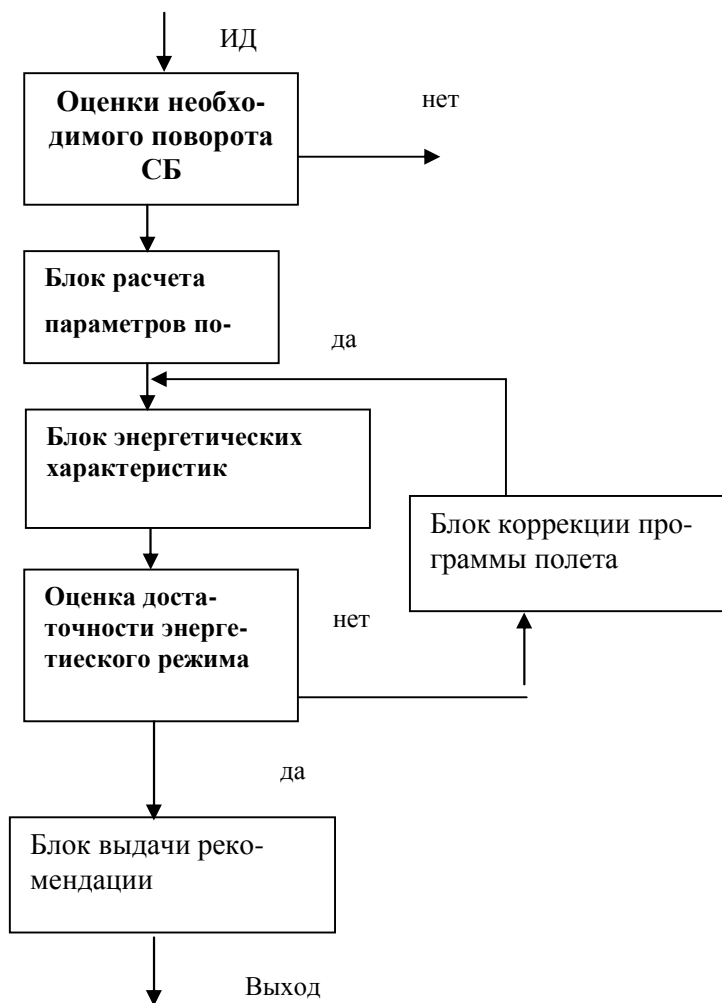 ИД
Оценки необхо-
димого поворота
СБ
нет
Блок расчета
параметров по-
да
Блок энергетических
характеристик
Блок коррекции про-
граммы полета
Оценка доста-
точности энерге-
тиеского режима
нет
да
Блок выдачи реко-
мендации
Выход